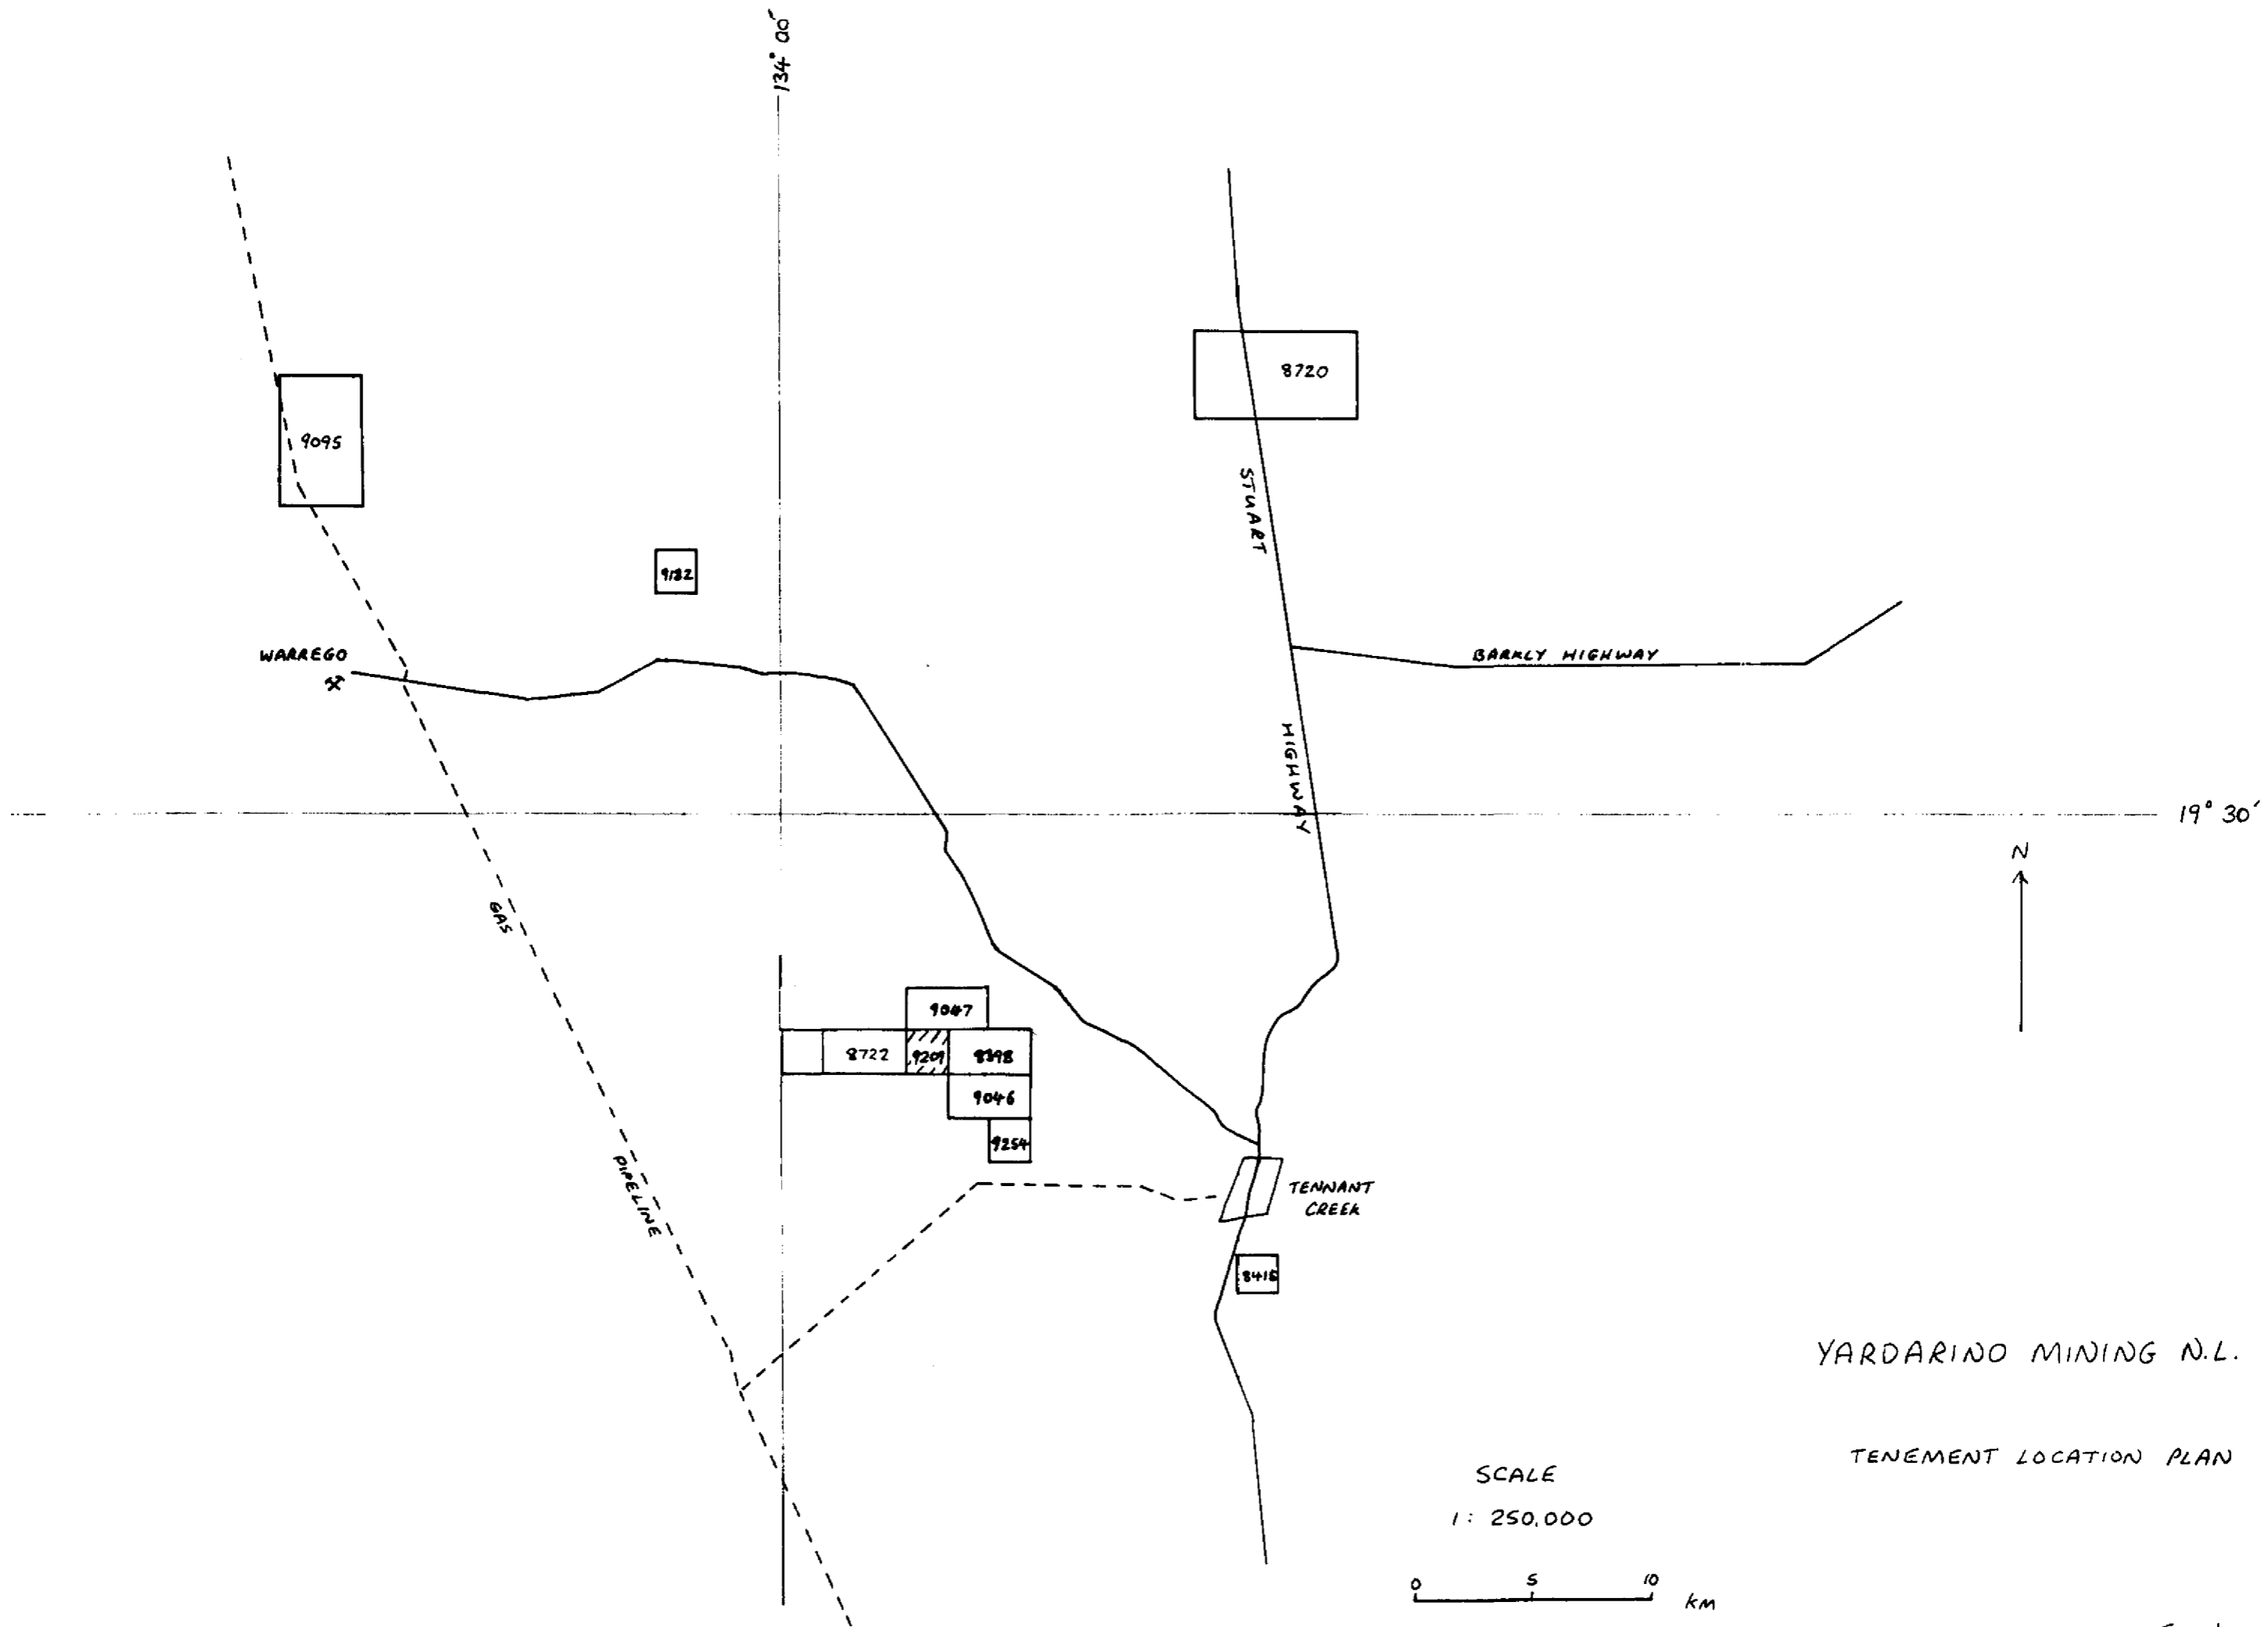 134° 00'
8720
9095
STUART
9182
WARREGO
BARKLY HIGHWAY
HIGHWAY
19° 30'
N
GAS
9047
8722
9209
8398
9046
9254
PIPELINE
TENNANT
CREEK
8415
YARDARINO MINING N.L.
TENEMENT LOCATION PLAN
SCALE
1: 250,000
0 5 10
km